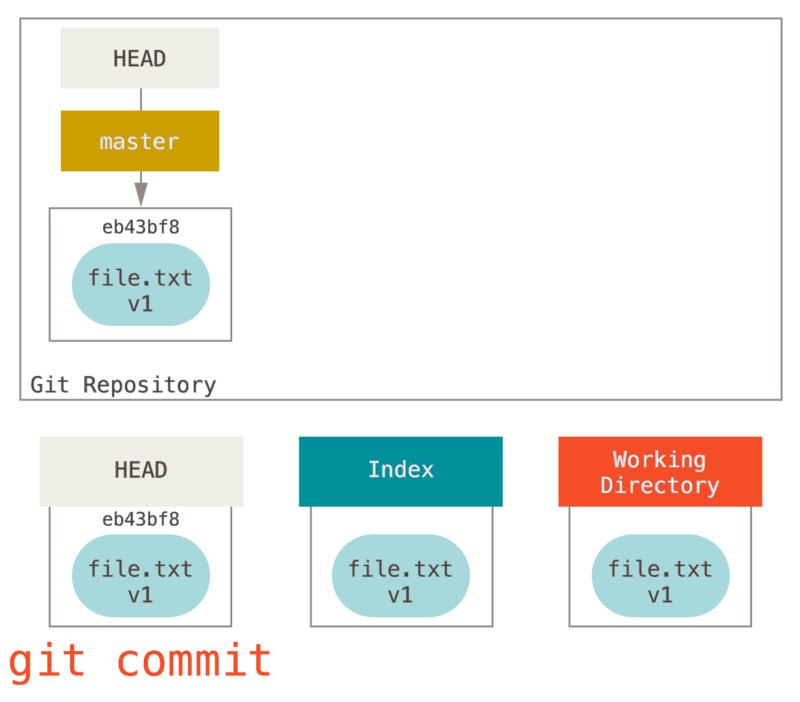 HEAD
master
eb43bf8
file.txt
v1
Git Repository
HEAD
Index
Working
Directory
eb43bf8
file.txt
v1
file.txt
v1
file.txt
v1
git commit